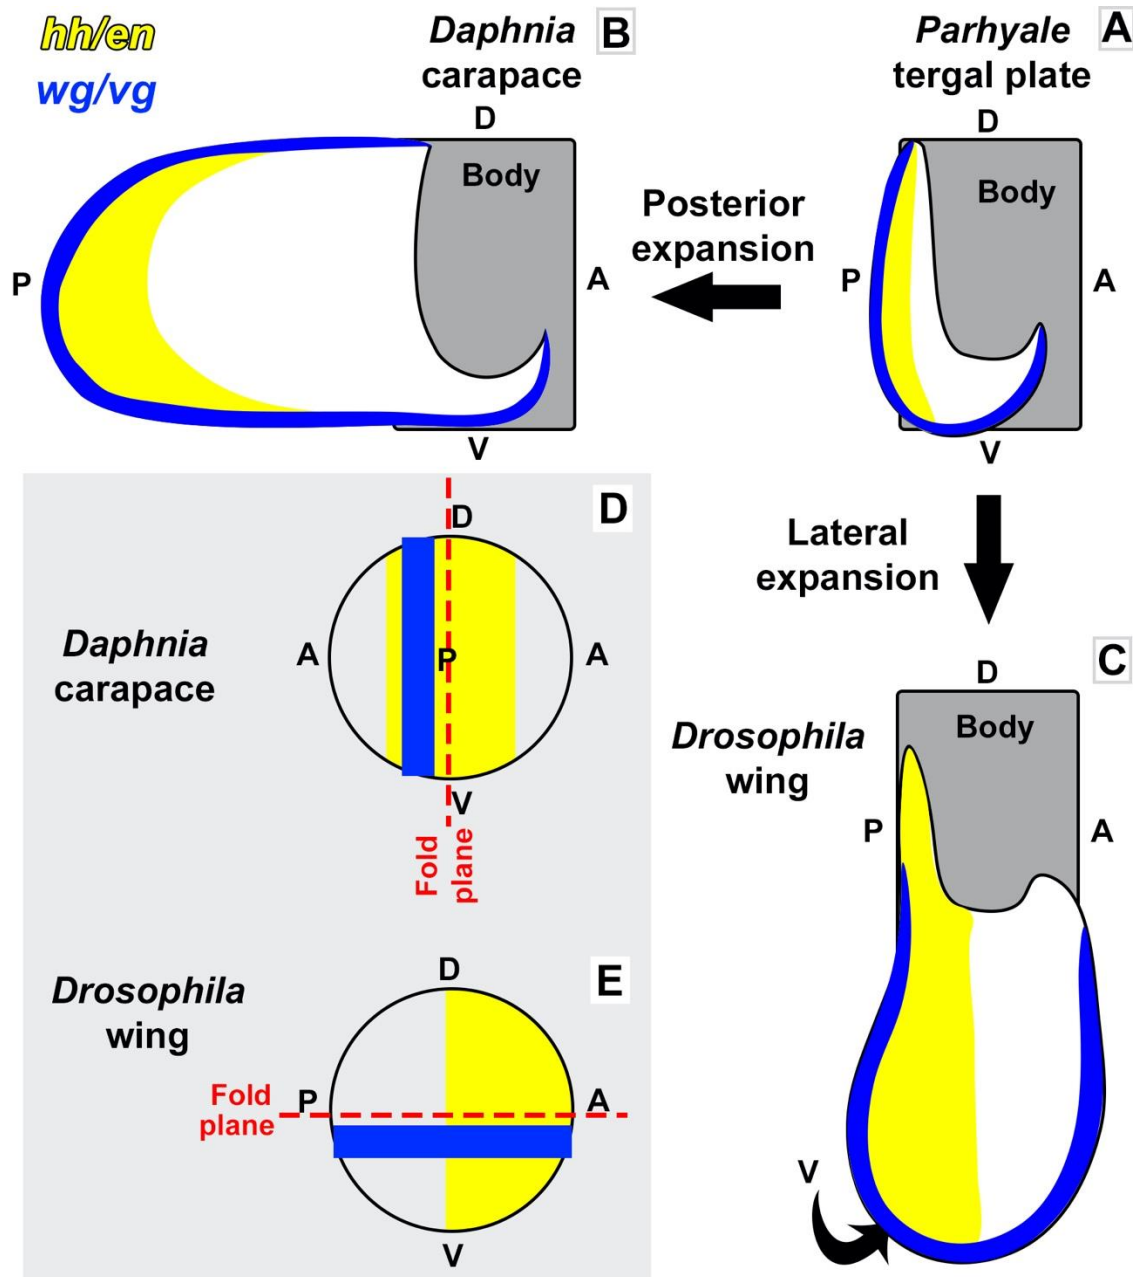 hh/en
wg/vg
Daphnia
carapace
B
D
Body
P
A
V
Posterior
expansion
Parhyale
tergal plate
A
D
Body
P
A
V
Lateral
expansion
D
D
Daphnia
carapace
A
P
A
V
Fold
plane
Drosophila
wing
C
D
Body
P
A
V
Drosophila
wing
E
D
Fold
plane
P
A
V